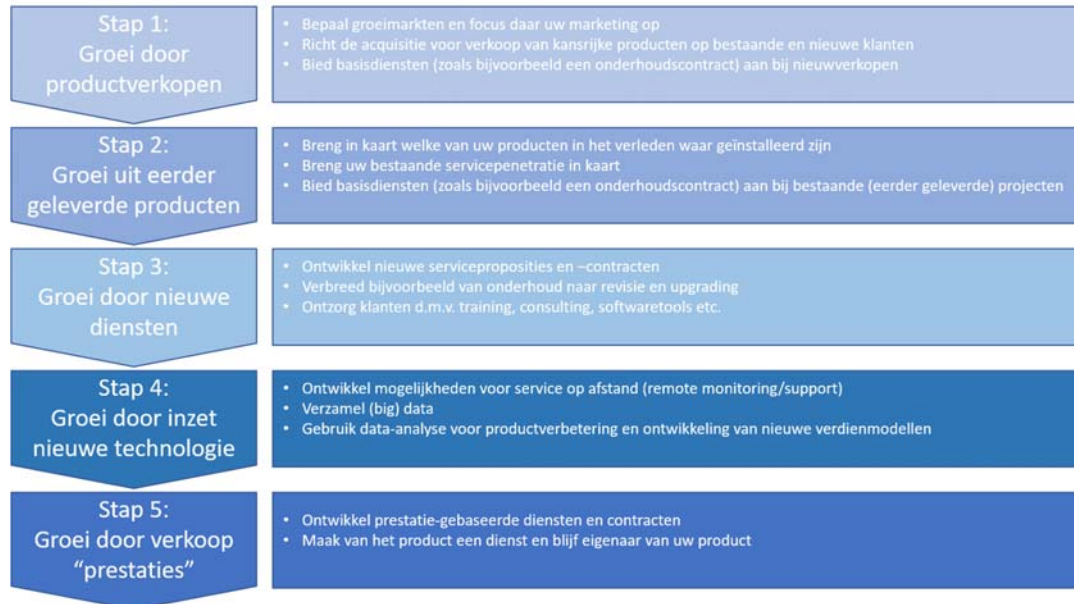 Stap 1:
Groei door
productverkopen
• Bepaal groeimarkten en focus daar uw marketing op
• Richt de acquisitie voor verkoop van kansrijke producten op bestaande en nieuwe klanten
• Bied basisdiensten (zoals bijvoorbeeld een onderhoudscontract) aan bij nieuwverkopen
Stap 2:
Groei uit eerder
geleverde producten
• Breng in kaart welke van uw producten in het verleden waar geïnstalleerd zijn
• Breng uw bestaande servicepenetratie in kaart
• Bied basisdiensten (zoals bijvoorbeeld een onderhoudscontract) aan bij bestaande (eerder geleverde) projecten
Stap 3:
Groei door nieuwe
diensten
• Ontwikkel nieuwe serviceproposities en –contracten
• Verbreed bijvoorbeeld van onderhoud naar revisie en upgrading
• Ontzorg klanten d.m.v. training, consulting, softwaretools etc.
Stap 4:
Groei door inzet
nieuwe technologie
• Ontwikkel mogelijkheden voor service op afstand (remote monitoring/support)
• Verzamel (big) data
• Gebruik data-analyse voor productverbetering en ontwikkeling van nieuwe verdienmodellen
Stap 5:
Groei door verkoop
“prestaties”
• Ontwikkel prestatie-gebaseerde diensten en contracten
• Maak van het product een dienst en blijf eigenaar van uw product